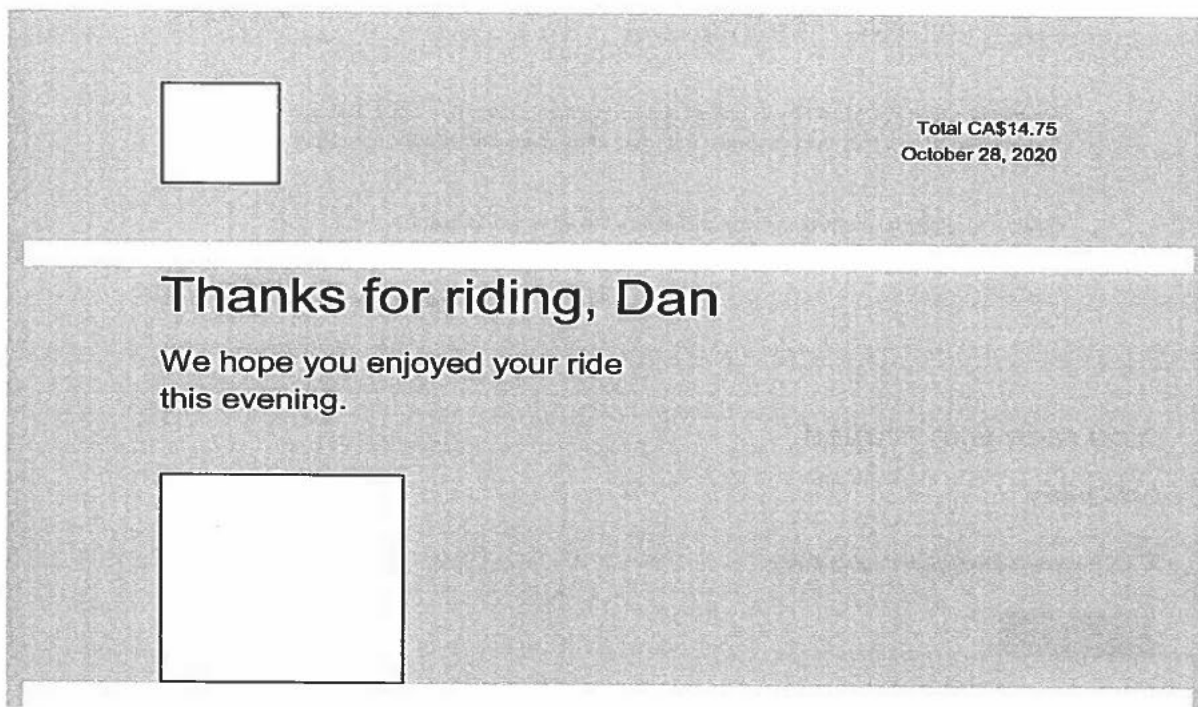 Total CA$14.75
October 28, 2020
Thanks for riding, Dan
We hope you enjoyed your ride
this evening.